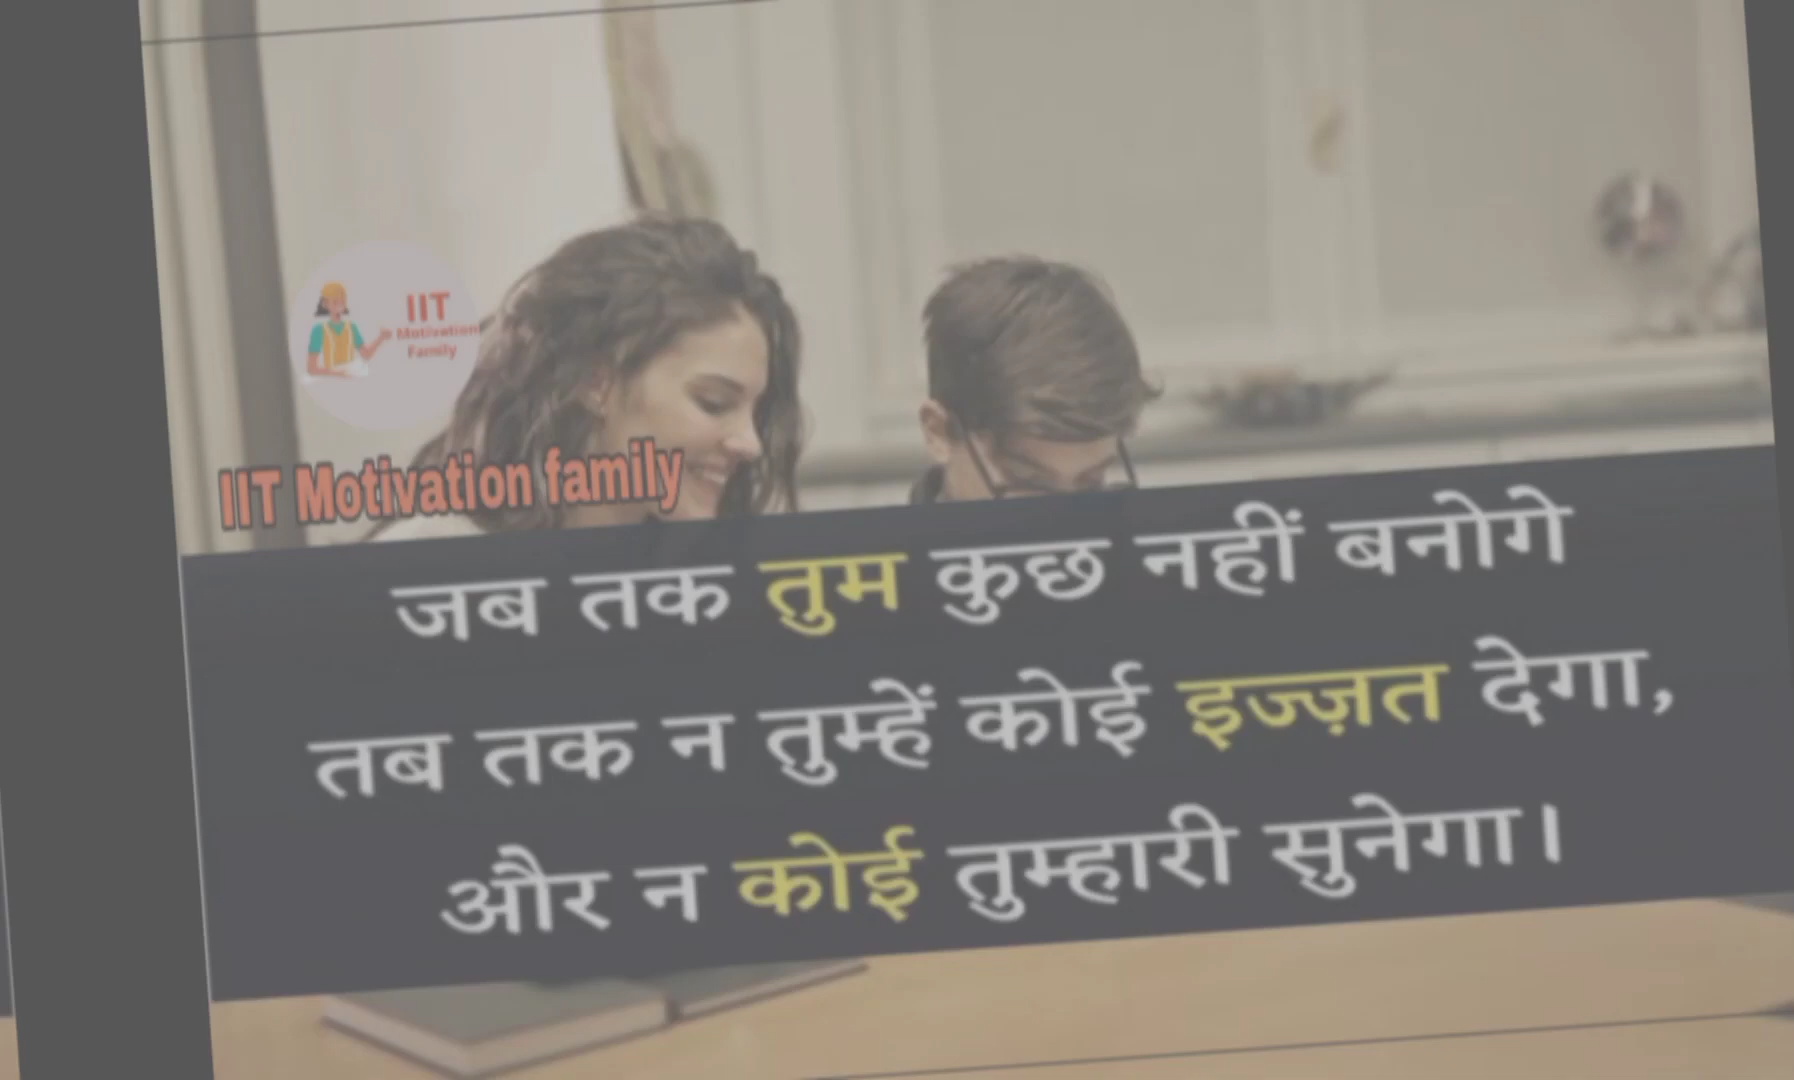 IIT
Motivation
Family
IIT Motivation family
जब तक तुम कुछ नहीं बनोगे
तब तक न तुम्हें कोई इज्ज़त देगा,
और न कोई तुम्हारी सुनेगा।